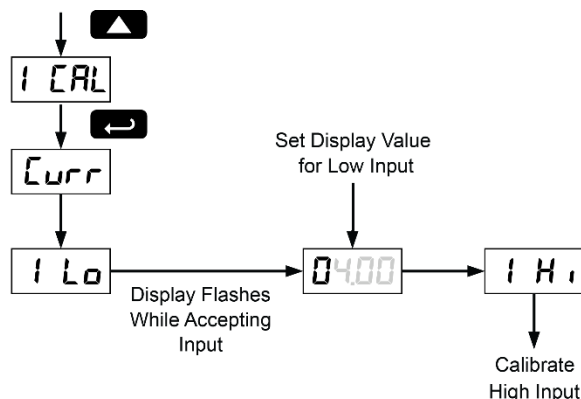 1 CAL
Curr
Set Display Value
for Low Input
1 Lo
04.00
1 Hi
Display Flashes
While Accepting
Input
Calibrate
High Input